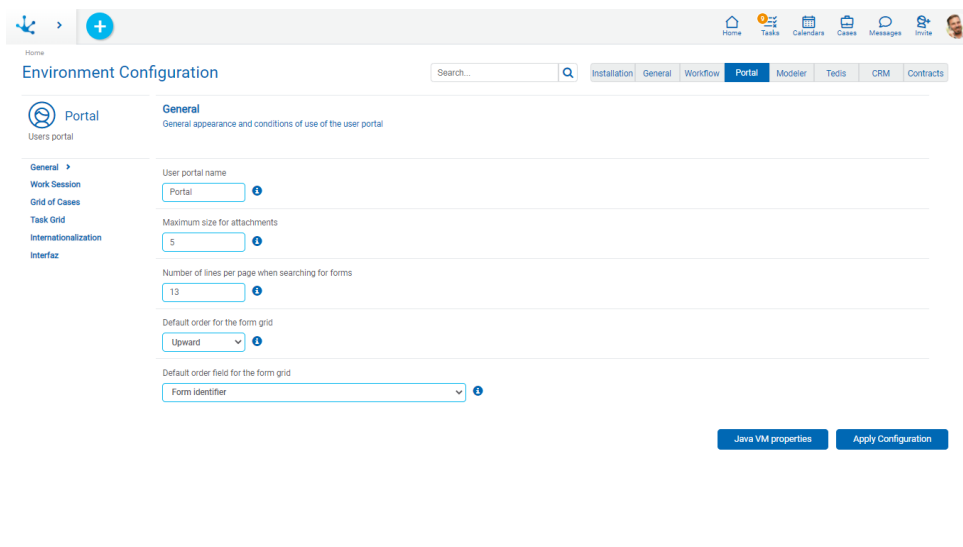 0
Home
Tasks
Calendars
Cases
Messages
Invite
Home
Environment Configuration
Search...
Installation
General
Workflow
Portal
Modeler
Tedis
CRM
Contracts
Portal
Users portal
General
Work Session
Grid of Cases
Task Grid
Internationalization
Interfaz
General
General appearance and conditions of use of the user portal
User portal name
Portal
Maximum size for attachments
5
Number of lines per page when searching for forms
13
Default order for the form grid
Upward
Default order field for the form grid
Form identifier
Java VM properties
Apply Configuration